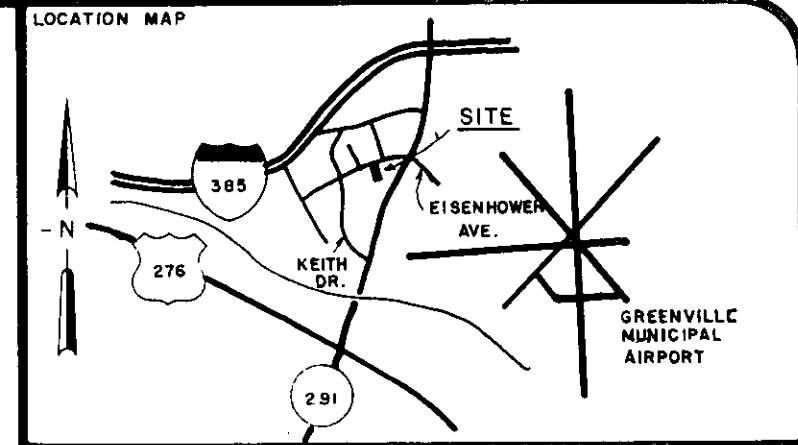 LOCATION MAP
SITE
385
EISENHOWER
AVE.
N
276
KEITH
DR.
GREENVILLE
MUNICIPAL
AIRPORT
291